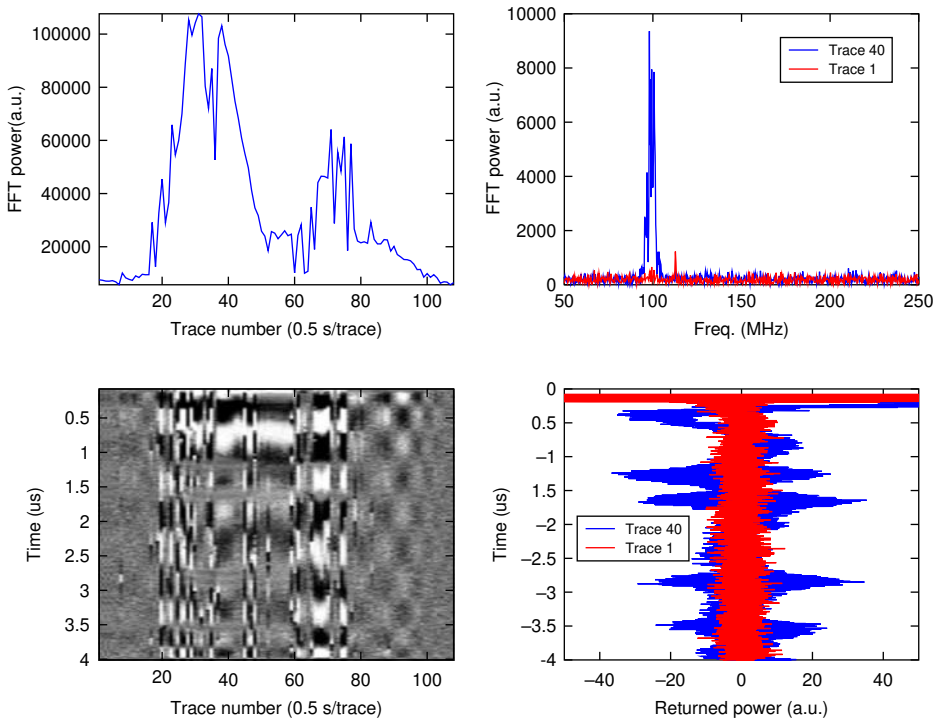 100000
80000
60000
40000
20000
FFT power(a.u.)
20 40 60 80 100
Trace number (0.5 s/trace)
10000
8000
6000
4000
2000
0
FFT power (a.u.)
Trace 40
Trace 1
50 100 150 200 250
Freq. (MHz)
0.5
1
1.5
2
2.5
3
3.5
4
Time (us)
20 40 60 80 100
Trace number (0.5 s/trace)
0
−0.5
−1
−1.5
−2
−2.5
−3
−3.5
−4
Time (us)
Trace 40
Trace 1
−40 −20 0 20 40
Returned power (a.u.)